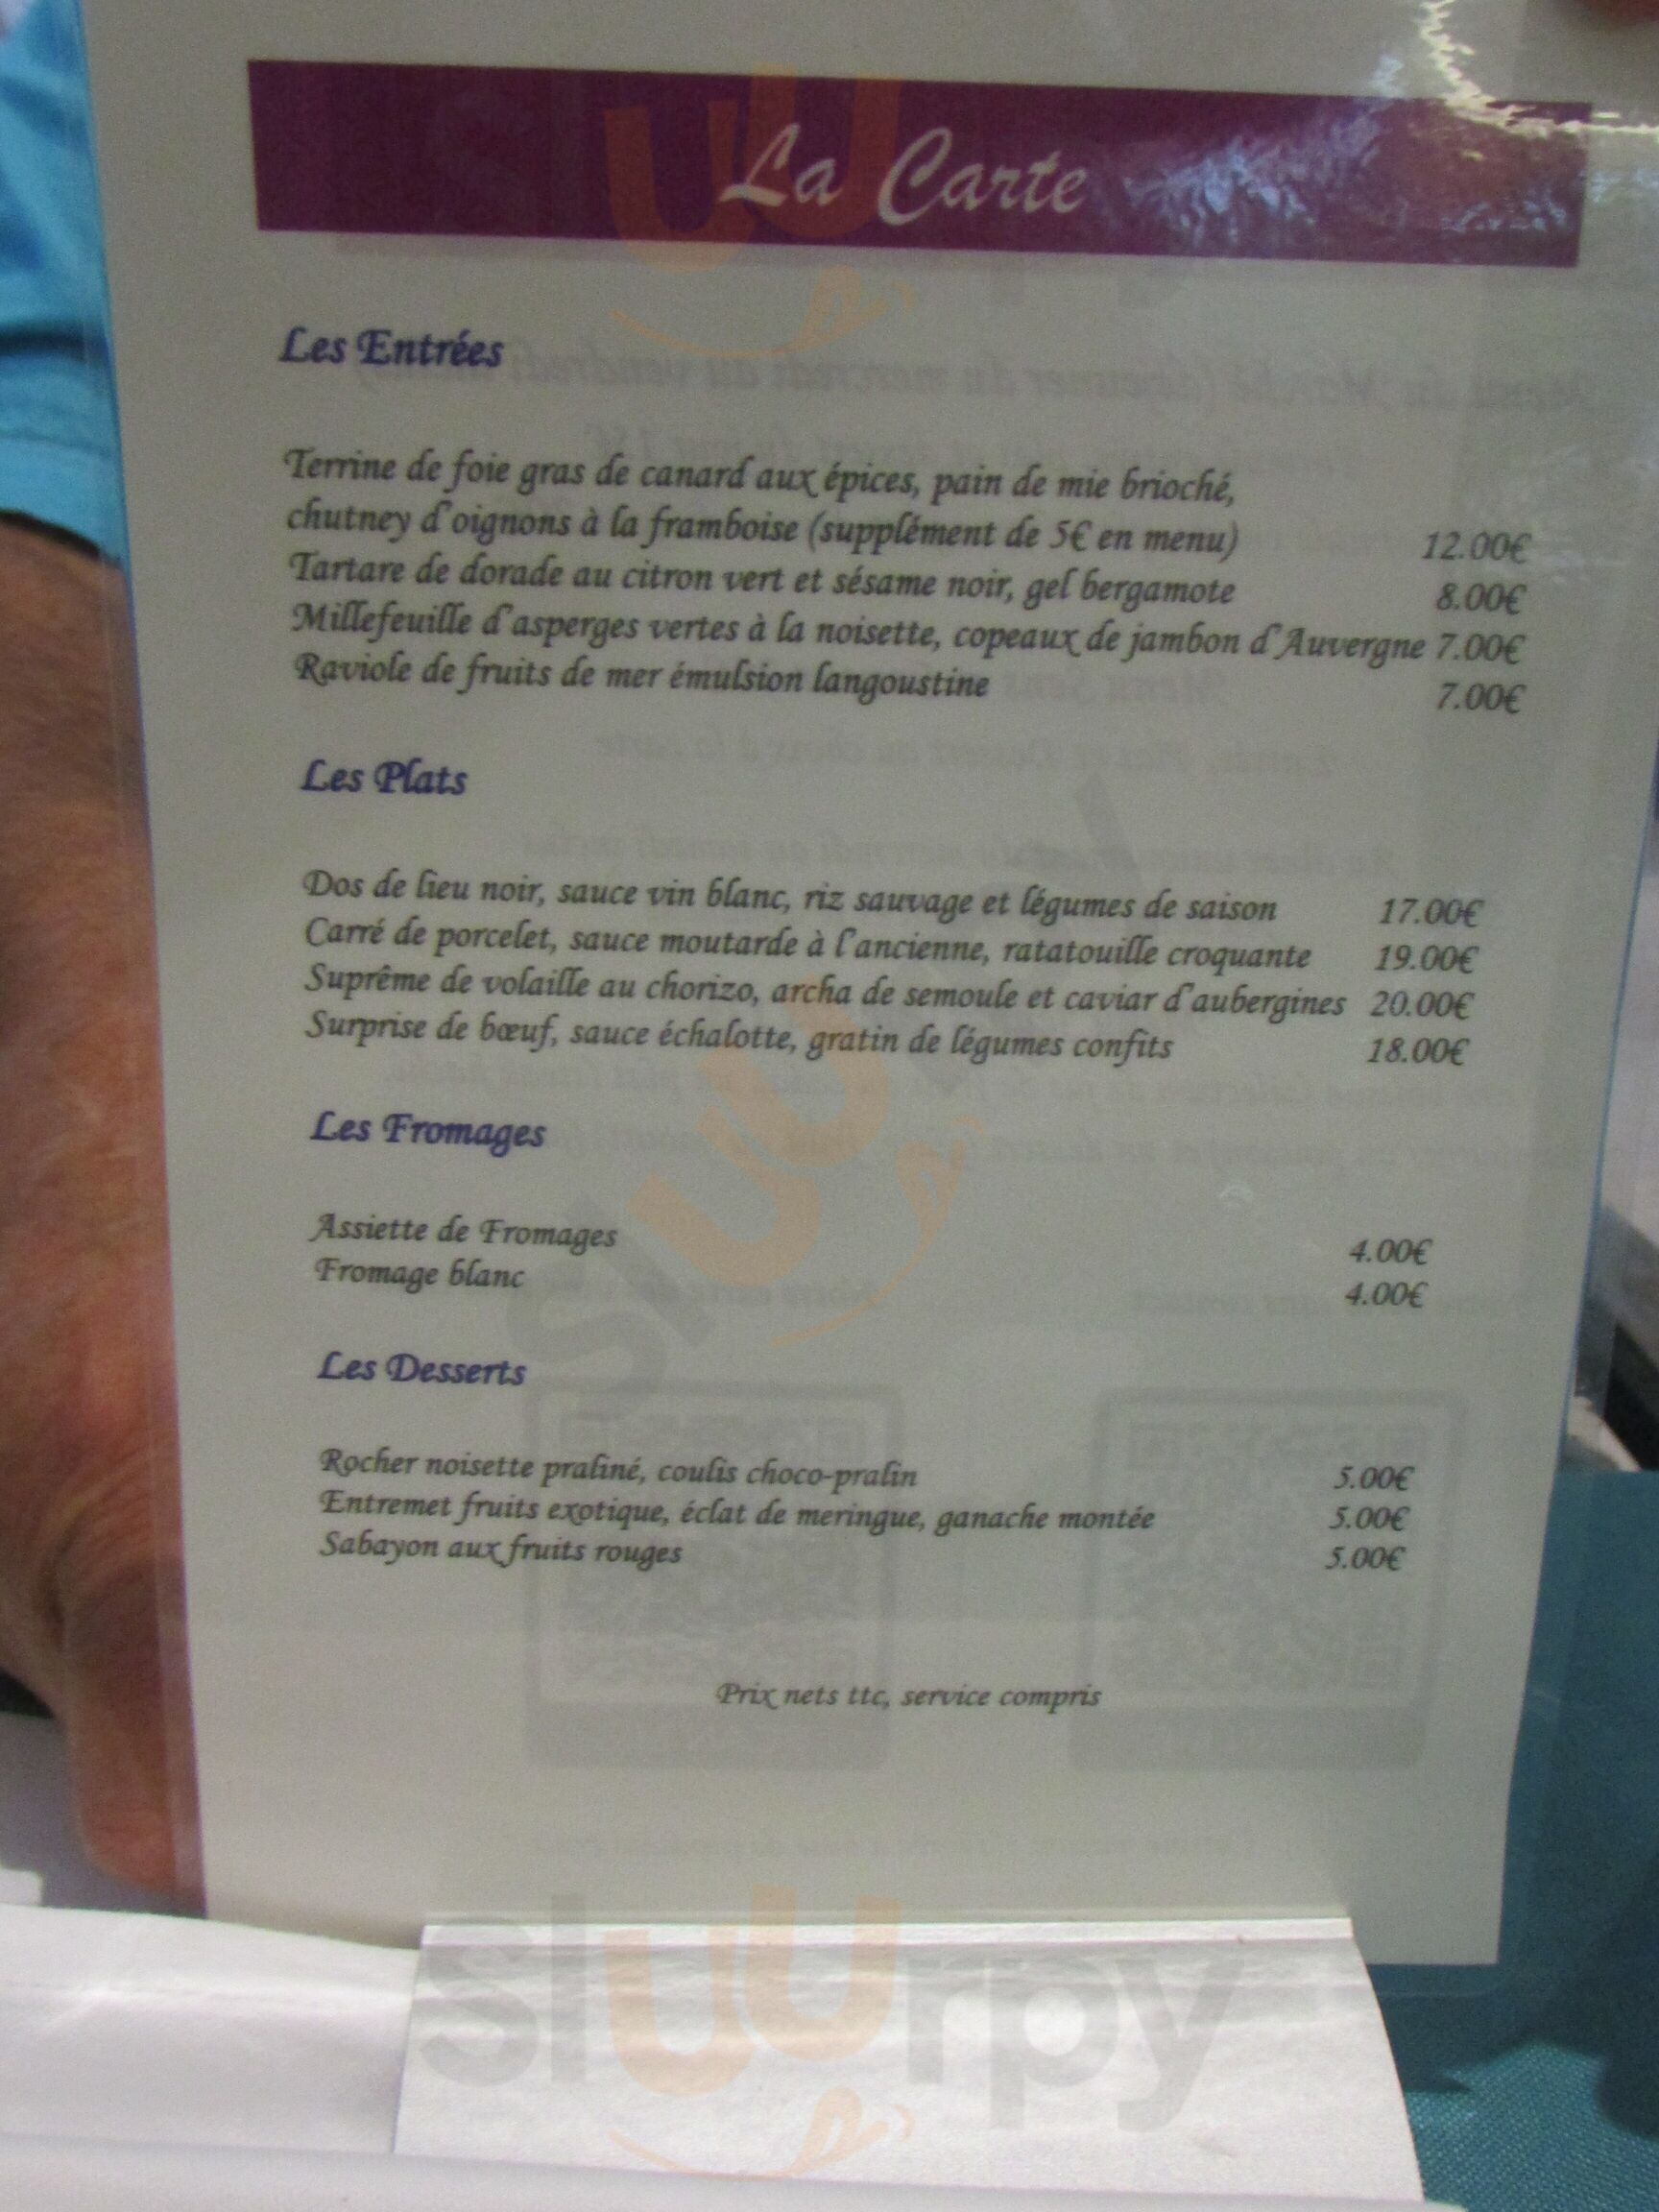 La Carte
Les Entrées
Terrine de foie gras de canard aux épices, pain de mie brioché,
chutney d'oignons à la framboise (supplément de 5€ en menu) 12.00€
Tartare de dorade au citron vert et sésame noir, gel bergamote 8.00€
Millefeuille d'asperges vertes à la noisette, copeaux de jambon d'Auvergne 7.00€
Raviole de fruits de mer émulsion langoustine 7.00€
Les Plats
Dos de lieu noir, sauce vin blanc, riz sauvage et légumes de saison 17.00€
Carré de porcelet, sauce moutarde à l'ancienne, ratatouille croquante 19.00€
Suprême de volaille au chorizo, archa de semoule et caviar d'aubergines 20.00€
Surprise de bœuf, sauce échalotte, gratin de légumes confits 18.00€
Les Fromages
Assiette de Fromages 4.00€
Fromage blanc 4.00€
Les Desserts
Rocher noisette praliné, coulis choco-pralin 5.00€
Entremet fruits exotique, éclat de meringue, ganache montée 5.00€
Sabayon aux fruits rouges 5.00€
Prix nets ttc, service compris
sluurpy